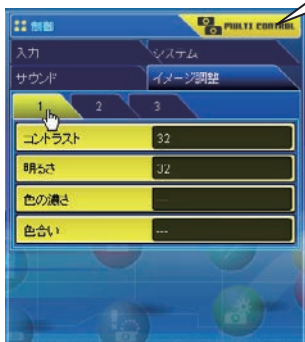 制御
MULTI CONTROL
入力 システム
サウンド イメージ調整
1 2 3
コントラスト 32
明るさ 32
色の濃さ ---
色合い ---